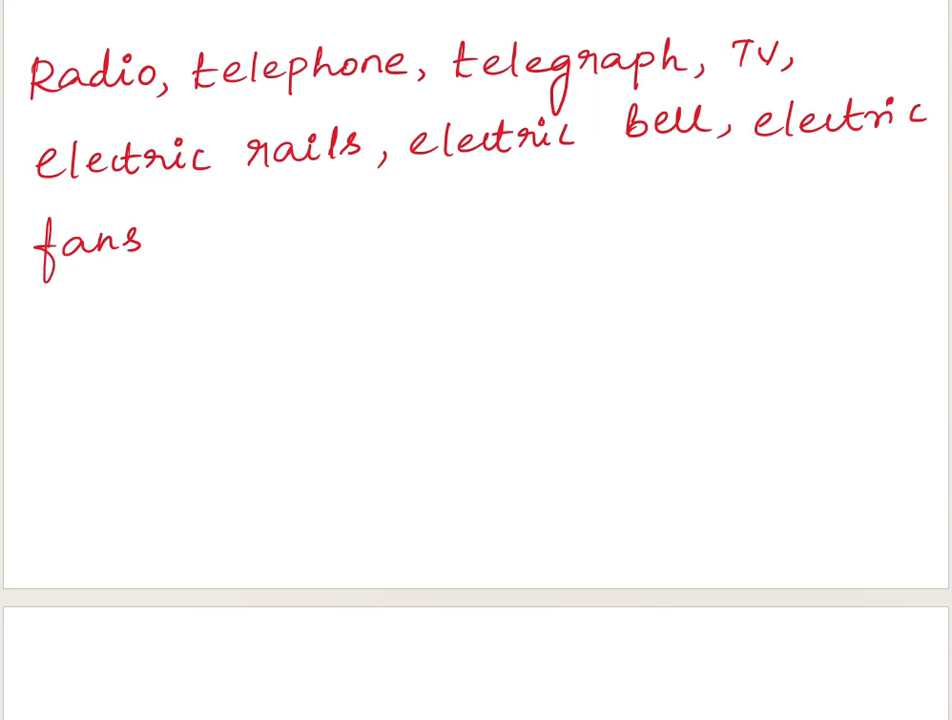 Radio, telephone, telegraph, TV,
electric rails, electric bell, electric
fans